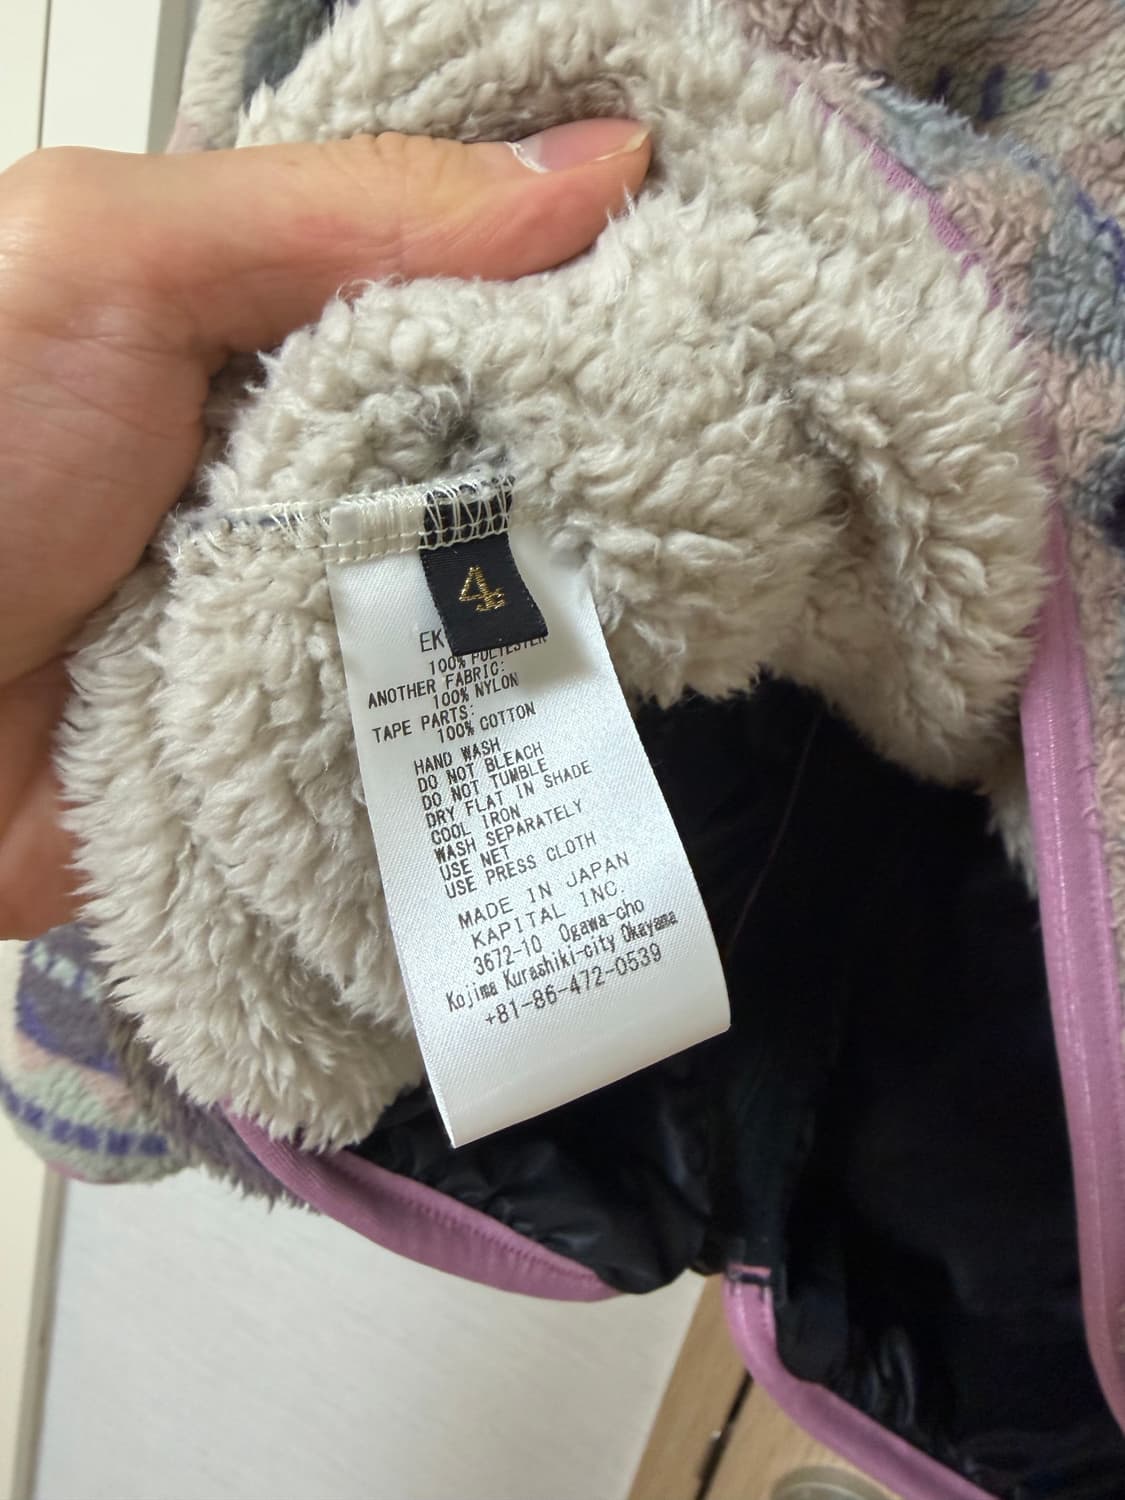 4
EK
100% POLYESTER
ANOTHER FABRIC:
100% NYLON
TAPE PARTS:
100% COTTON
HAND WASH
DO NOT BLEACH
DO NOT TUMBLE
DRY FLAT IN SHADE
COOL IRON
WASH SEPARATELY
USE NET
USE PRESS CLOTH
MADE IN JAPAN
KAPITAL INC.
3672-10 Ogawa-cho
Kojima Kurashiki-city Okayama
+81-86-472-0539